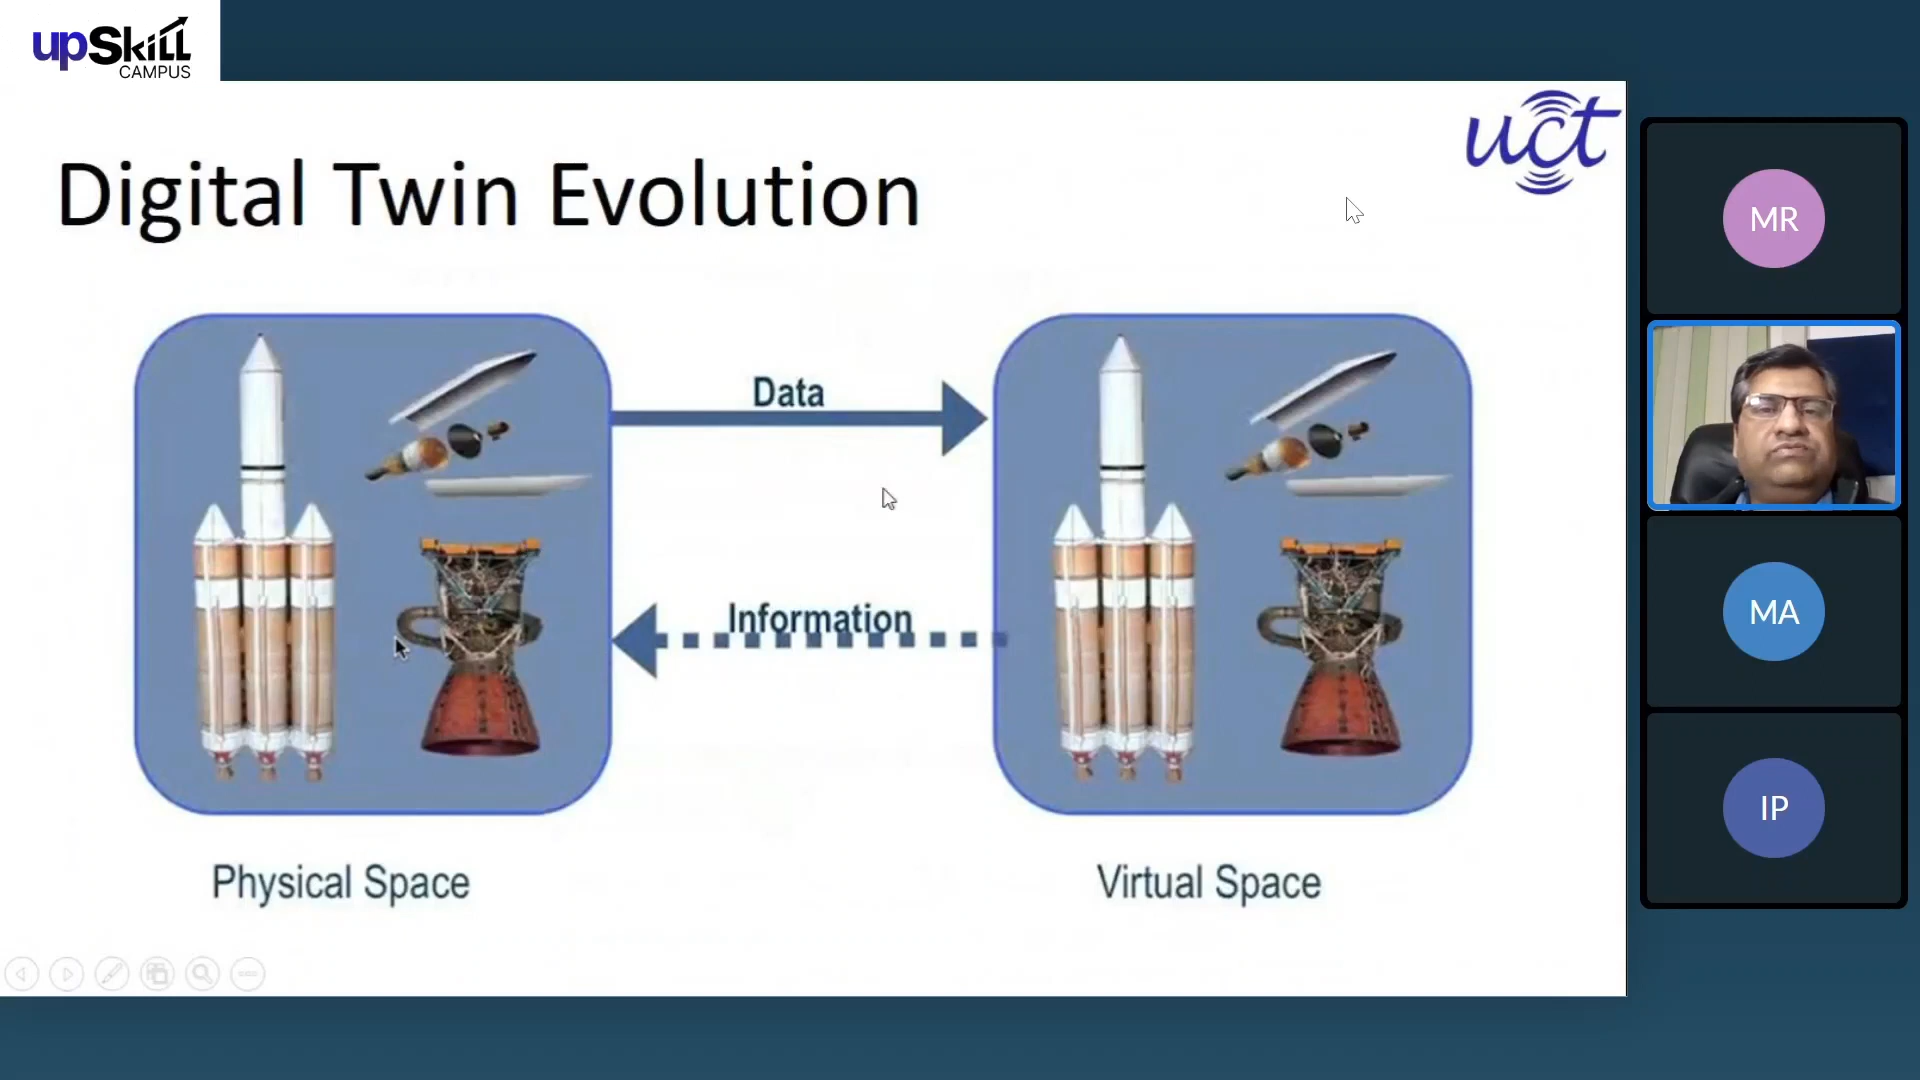 upSkill
CAMPUS
uct
Digital Twin Evolution
Data
Information
Physical Space
Virtual Space
MR
MA
IP